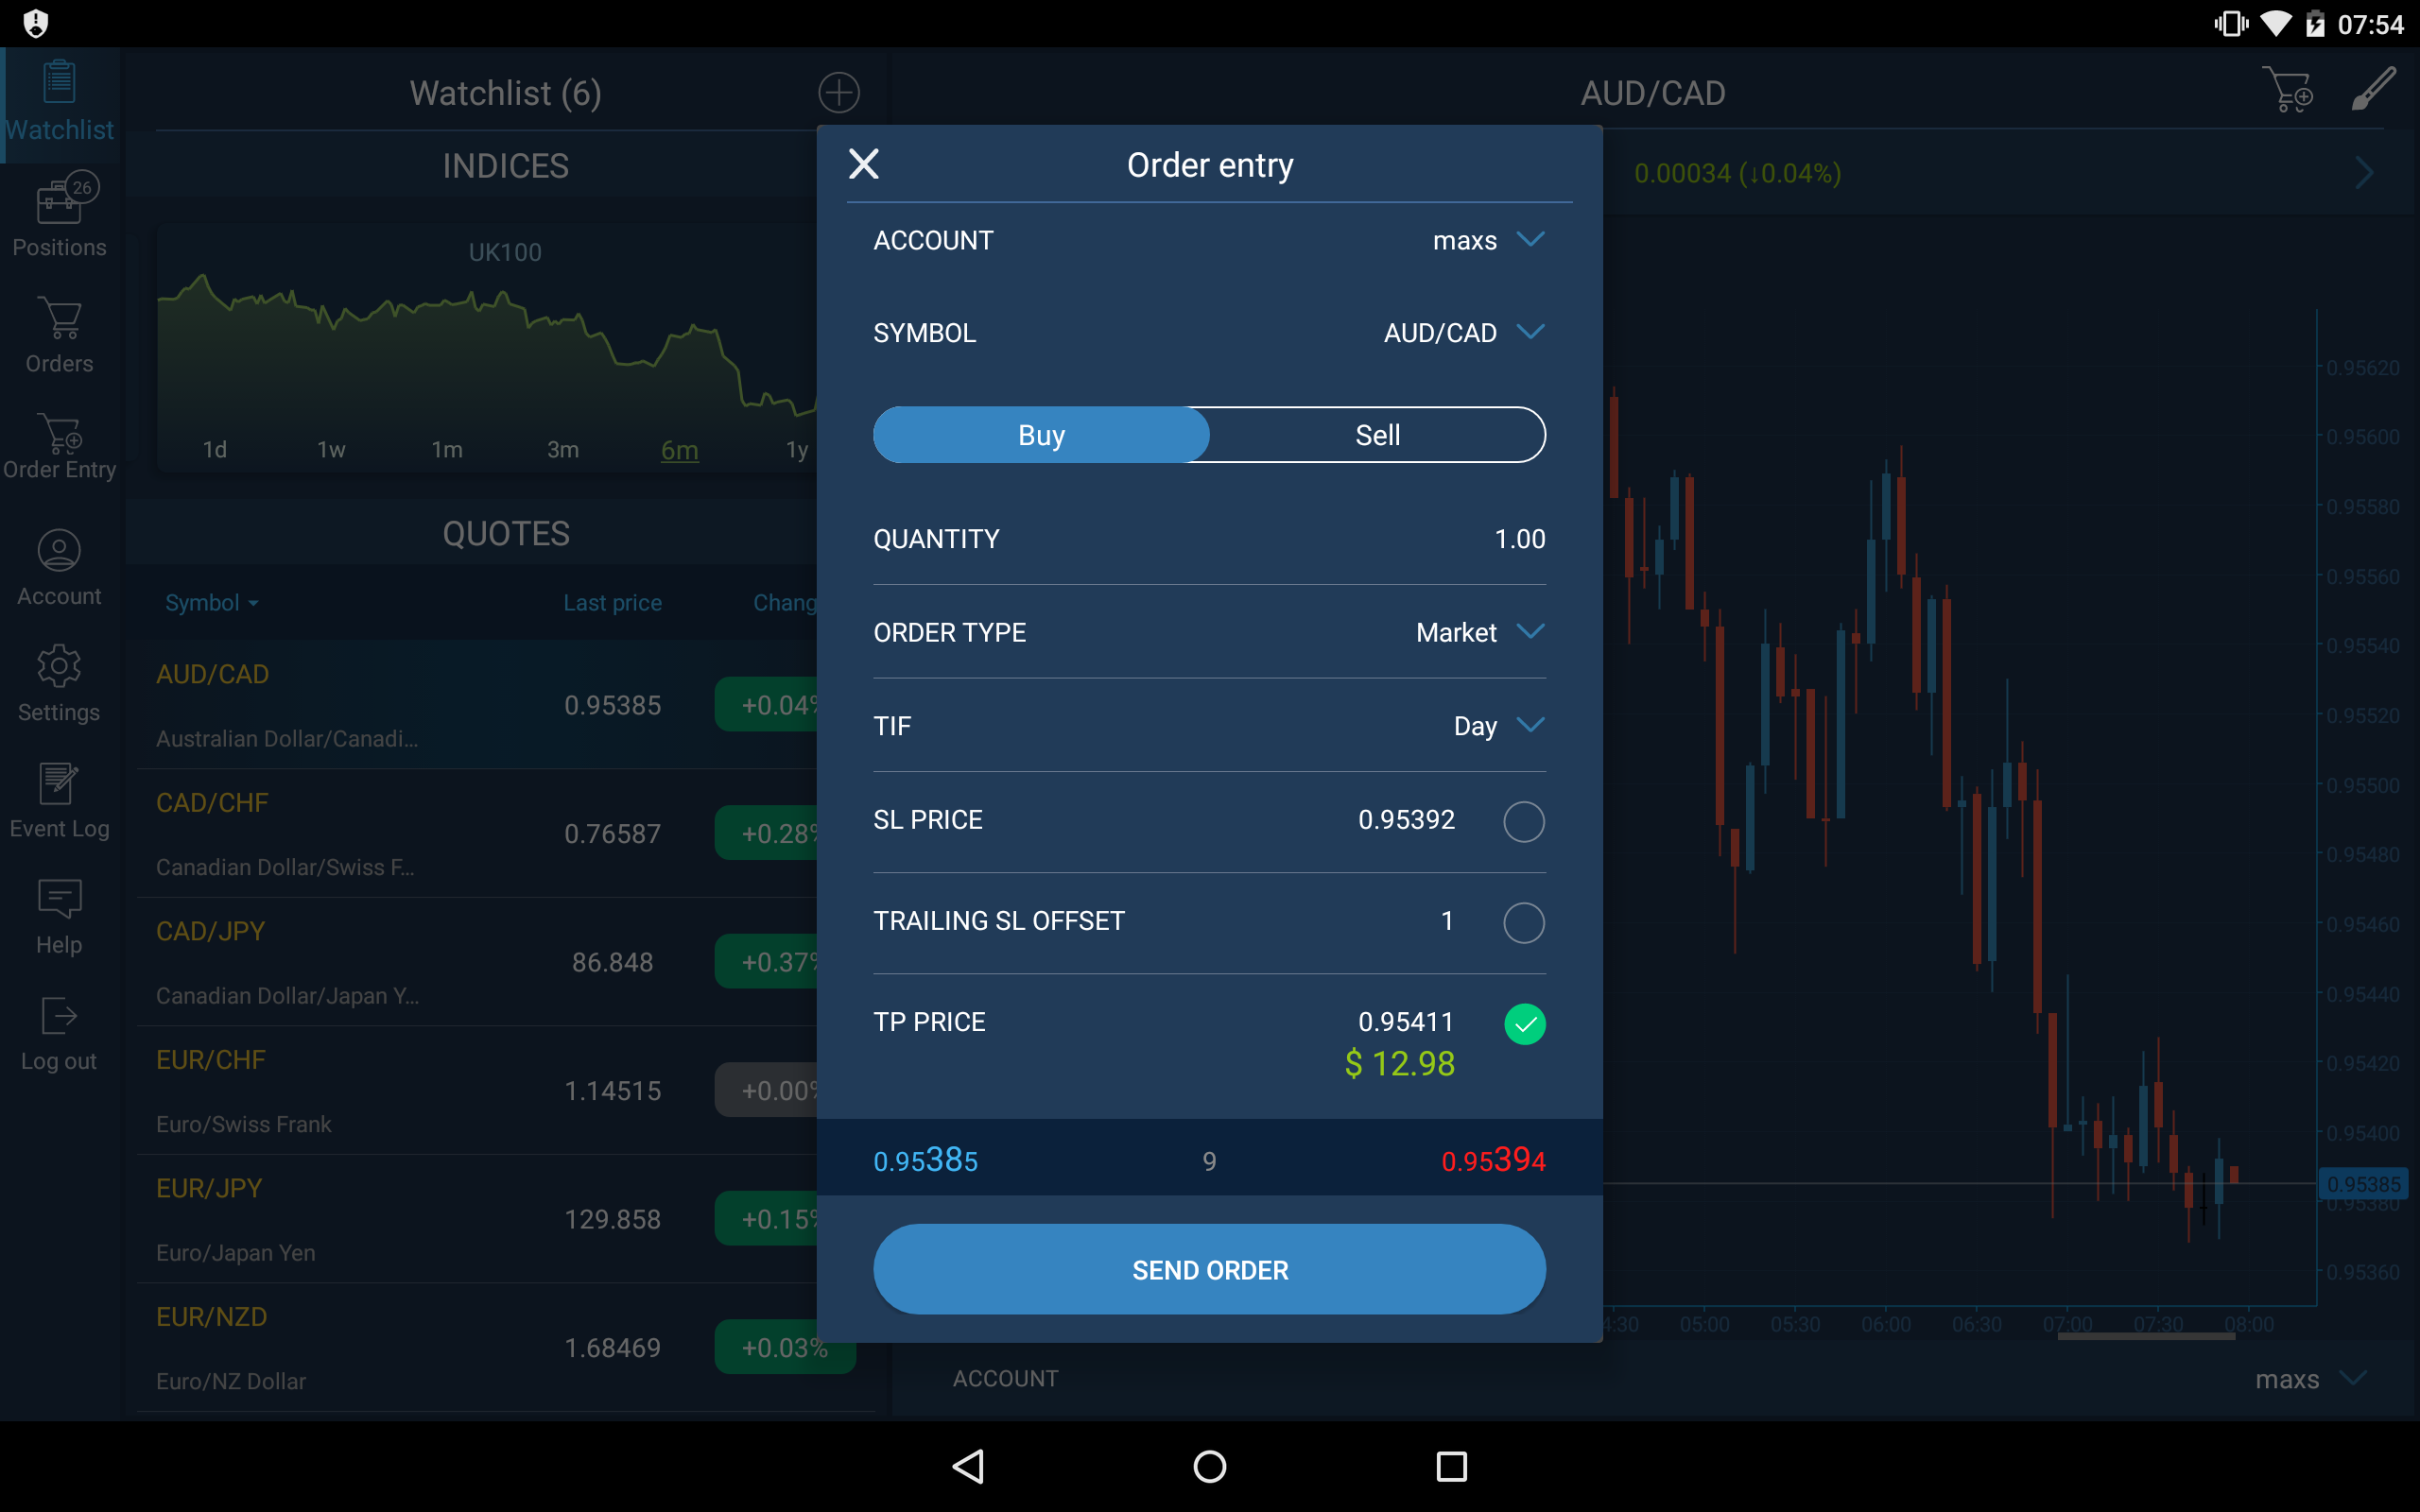 07:54
Watchlist
26
Positions
Orders
Order Entry
Account
Settings
Event Log
Help
Log out
Watchlist (6)
INDICES
UK100
1d 1w 1m 3m 6m 1y
QUOTES
Symbol Last price Chang
AUD/CAD
0.95385 +0.04%
Australian Dollar/Canadi...
CAD/CHF
0.76587 +0.28%
Canadian Dollar/Swiss F...
CAD/JPY
86.848 +0.37%
Canadian Dollar/Japan Y...
EUR/CHF
1.14515 +0.00%
Euro/Swiss Frank
EUR/JPY
129.858 +0.15%
Euro/Japan Yen
EUR/NZD
1.68469 +0.03%
Euro/NZ Dollar
Order entry
ACCOUNT maxs
SYMBOL AUD/CAD
Buy Sell
QUANTITY 1.00
ORDER TYPE Market
TIF Day
SL PRICE 0.95392
TRAILING SL OFFSET 1
TP PRICE 0.95411
$ 12.98
0.95385 9 0.95394
SEND ORDER
AUD/CAD
0.00034 (↓0.04%)
0.95620
0.95600
0.95580
0.95560
0.95540
0.95520
0.95500
0.95480
0.95460
0.95440
0.95420
0.95400
0.95385
0.95380
0.95360
4:30 05:00 05:30 06:00 06:30 07:00 07:30 08:00
ACCOUNT maxs